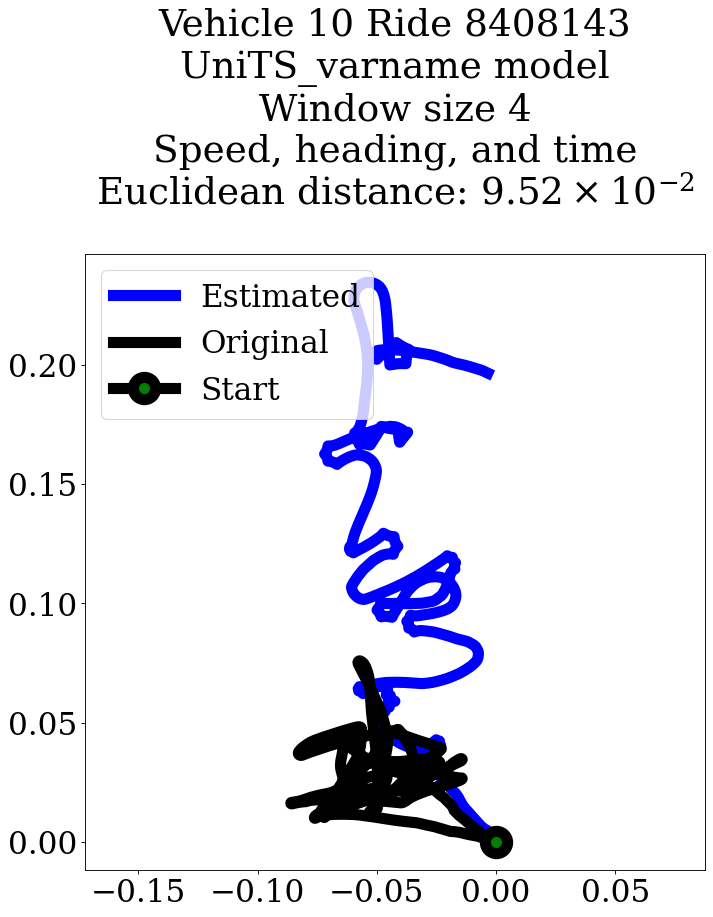 Vehicle 10 Ride 8408143
UniTS_varname model
Window size 4
Speed, heading, and time
Euclidean distance: 9.52 × 10⁻²
Estimated
Original
Start
0.20
0.15
0.10
0.05
0.00
−0.15 −0.10 −0.05 0.00 0.05